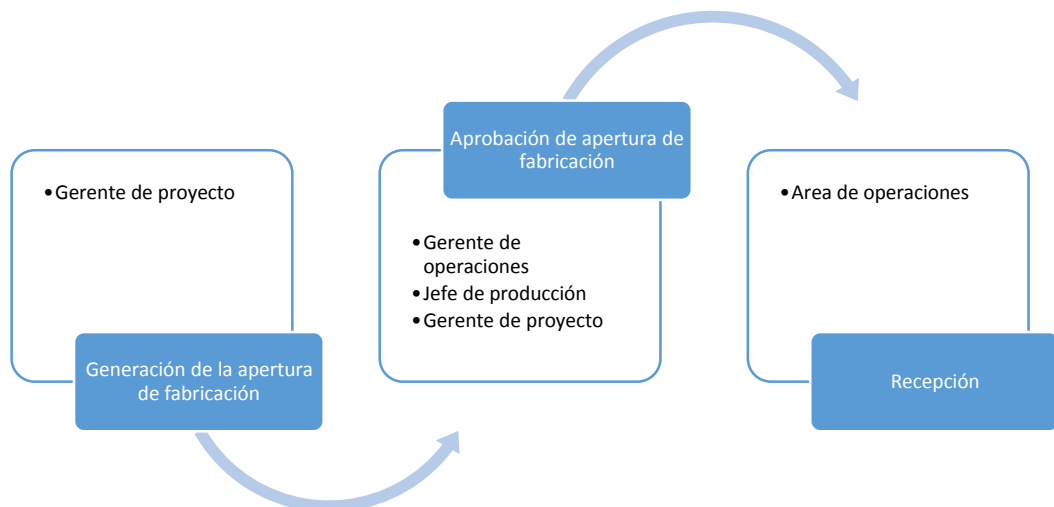 •Gerente de proyecto
Generación de la apertura
de fabricación
Aprobación de apertura de
fabricación
•Gerente de
operaciones
•Jefe de producción
•Gerente de proyecto
•Area de operaciones
Recepción